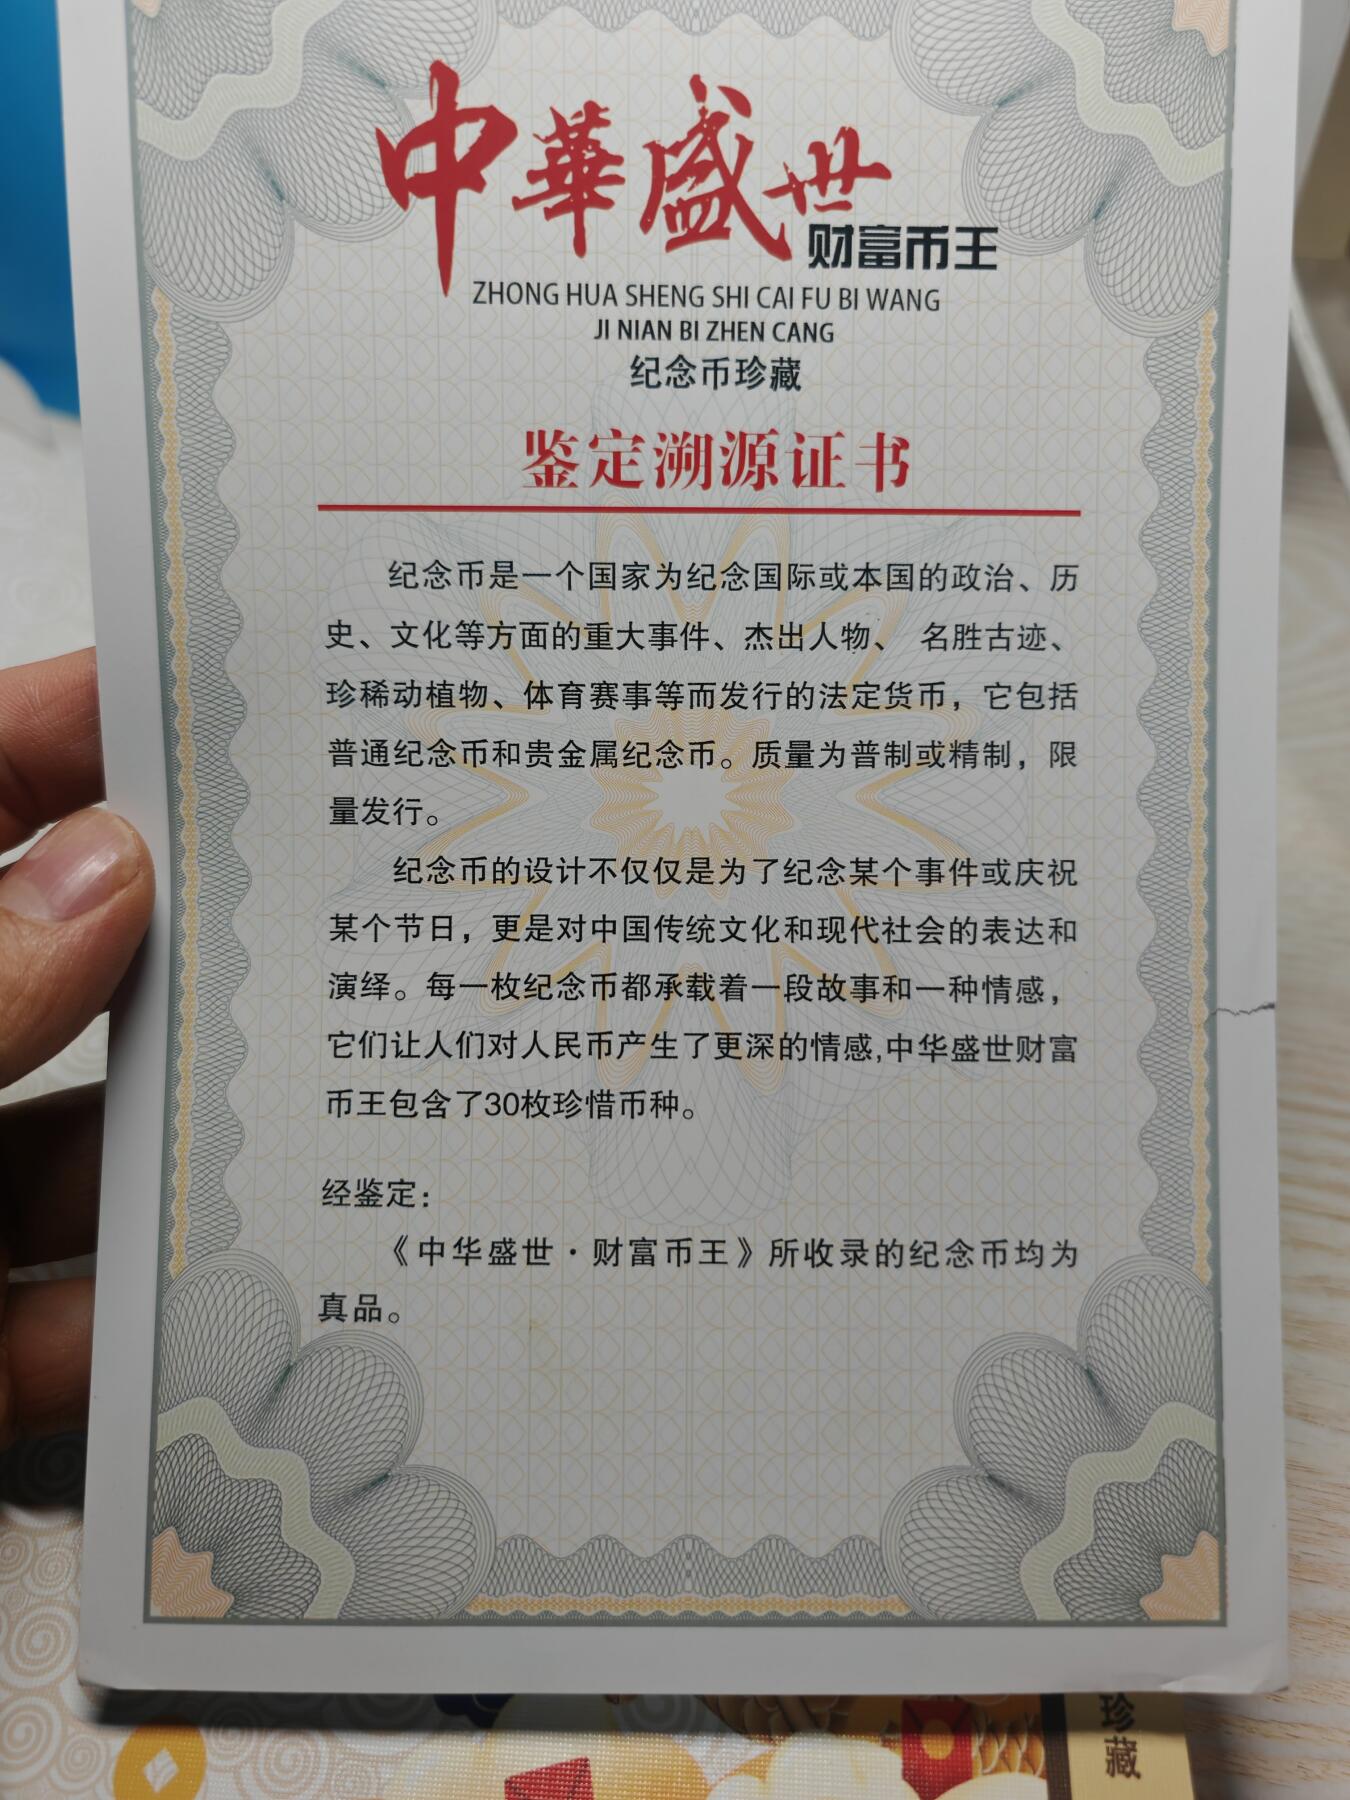 中華盛世
财富币王
ZHONG HUA SHENG SHI CAI FU BI WANG
JI NIAN BI ZHEN CANG
纪念币珍藏
鉴定溯源证书
纪念币是一个国家为纪念国际或本国的政治、历
史、文化等方面的重大事件、杰出人物、 名胜古迹、
珍稀动植物、体育赛事等而发行的法定货币，它包括
普通纪念币和贵金属纪念币。质量为普制或精制，限
量发行。
纪念币的设计不仅仅是为了纪念某个事件或庆祝
某个节日，更是对中国传统文化和现代社会的表达和
演绎。每一枚纪念币都承载着一段故事和一种情感，
它们让人们对人民币产生了更深的情感,中华盛世财富
币王包含了30枚珍惜币种。
经鉴定：
《中华盛世·财富币王》所收录的纪念币均为
真品。
珍藏